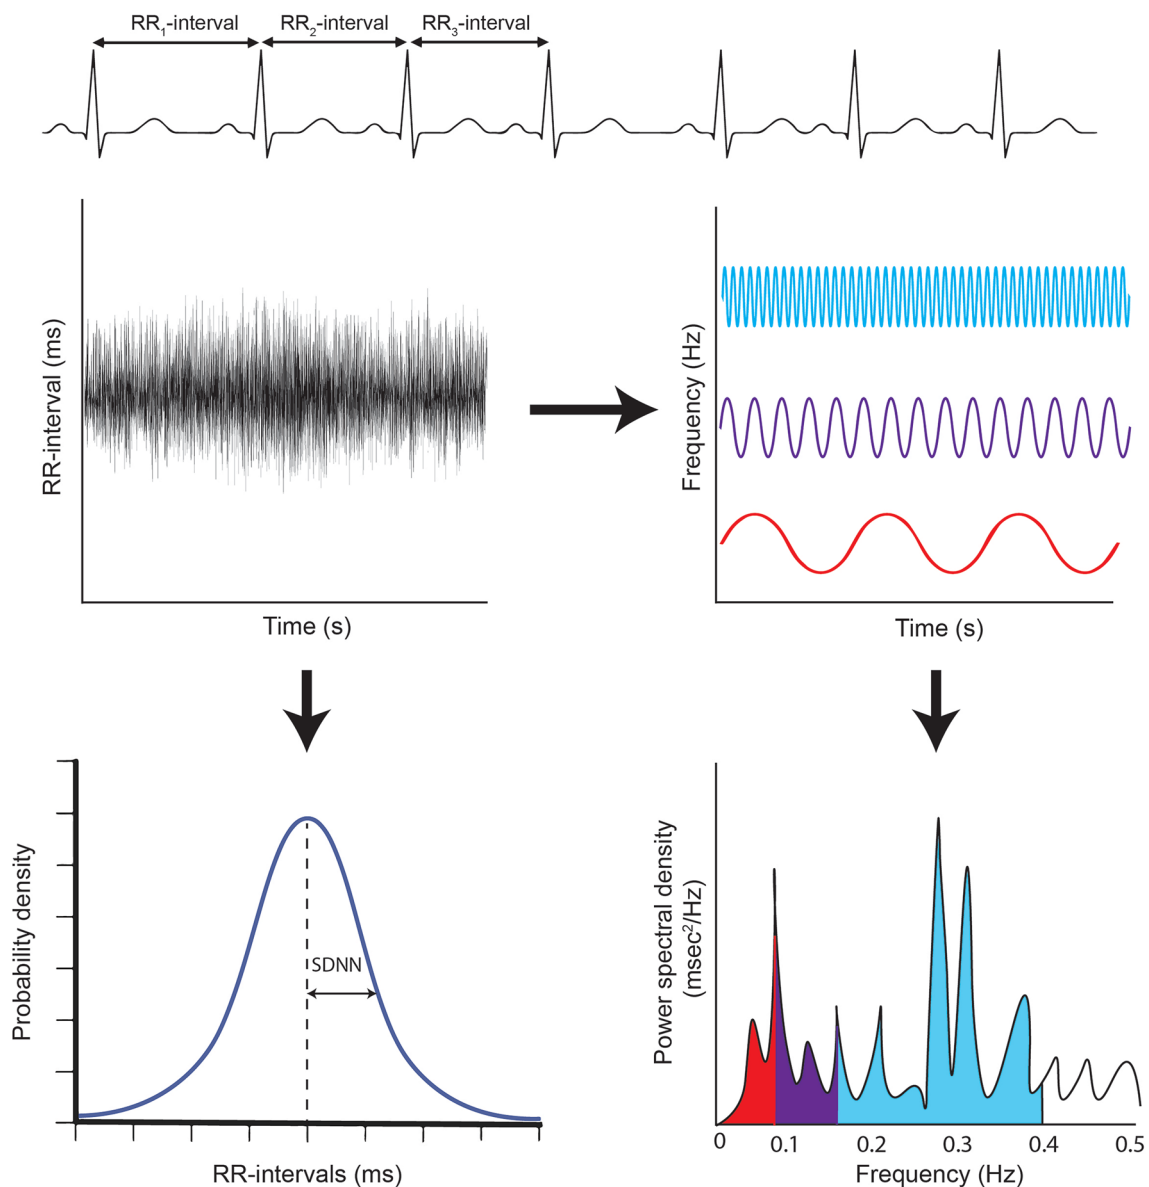 RR₁-interval RR₂-interval RR₃-interval
RR-interval (ms)
Time (s)
Frequency (Hz)
Time (s)
Probability density
SDNN
RR-intervals (ms)
Power spectral density
(msec²/Hz)
0 0.1 0.2 0.3 0.4 0.5
Frequency (Hz)